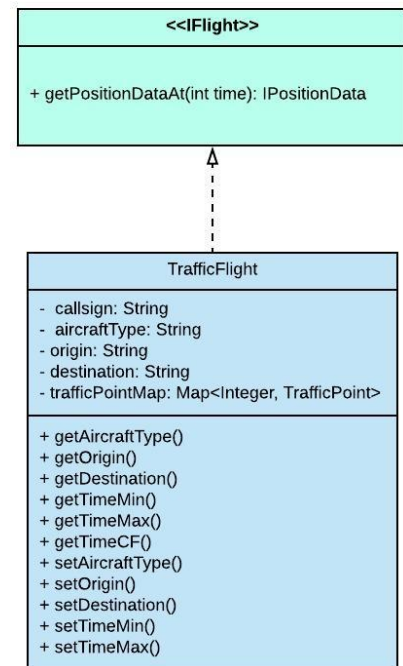 <<IFlight>>
+ getPositionDataAt(int time): IPositionData
TrafficFlight
- callsign: String
- aircraftType: String
- origin: String
- destination: String
- trafficPointMap: Map<Integer, TrafficPoint>
+ getAircraftType()
+ getOrigin()
+ getDestination()
+ getTimeMin()
+ getTimeMax()
+ getTimeCF()
+ setAircraftType()
+ setOrigin()
+ setDestination()
+ setTimeMin()
+ setTimeMax()